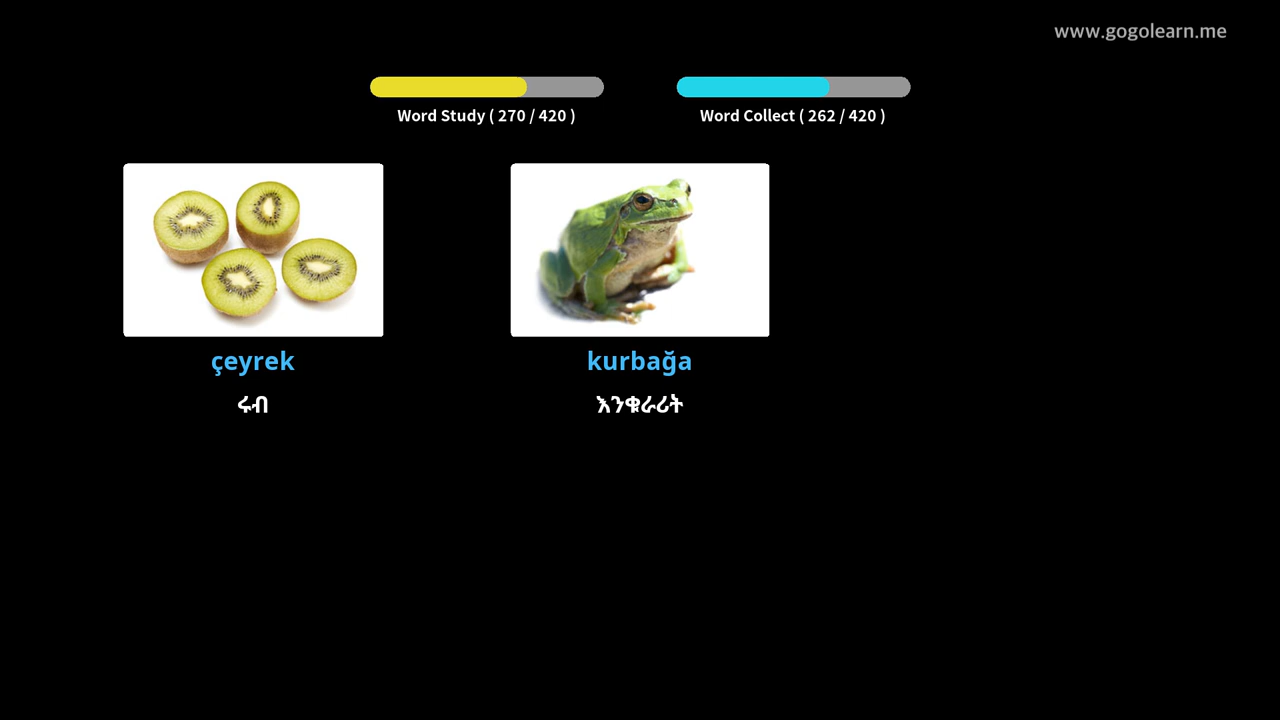 www.gogolearn.me
Word Study ( 270 / 420 )
Word Collect ( 262 / 420 )
çeyrek
ሩብ
kurbağa
እንቁራሪት